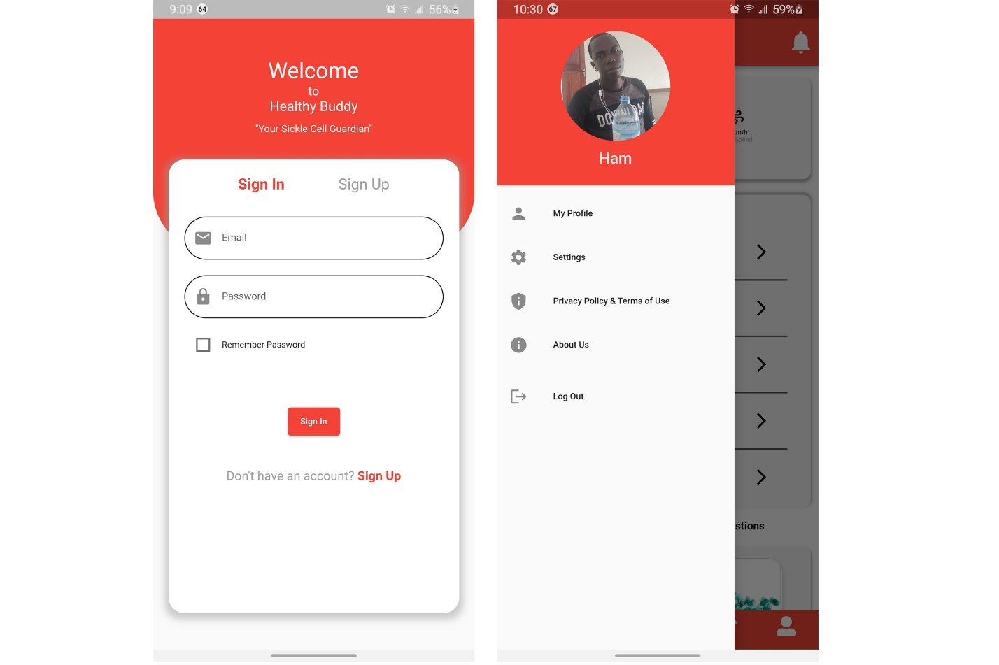 9:09 64 56%
Welcome
to
Healthy Buddy
"Your Sickle Cell Guardian"
Sign In Sign Up
Email
Password
Remember Password
Sign In
Don't have an account? Sign Up
10:30 67 59%
Ham
My Profile
Settings
Privacy Policy & Terms of Use
About Us
Log Out
km/h
Speed
stions